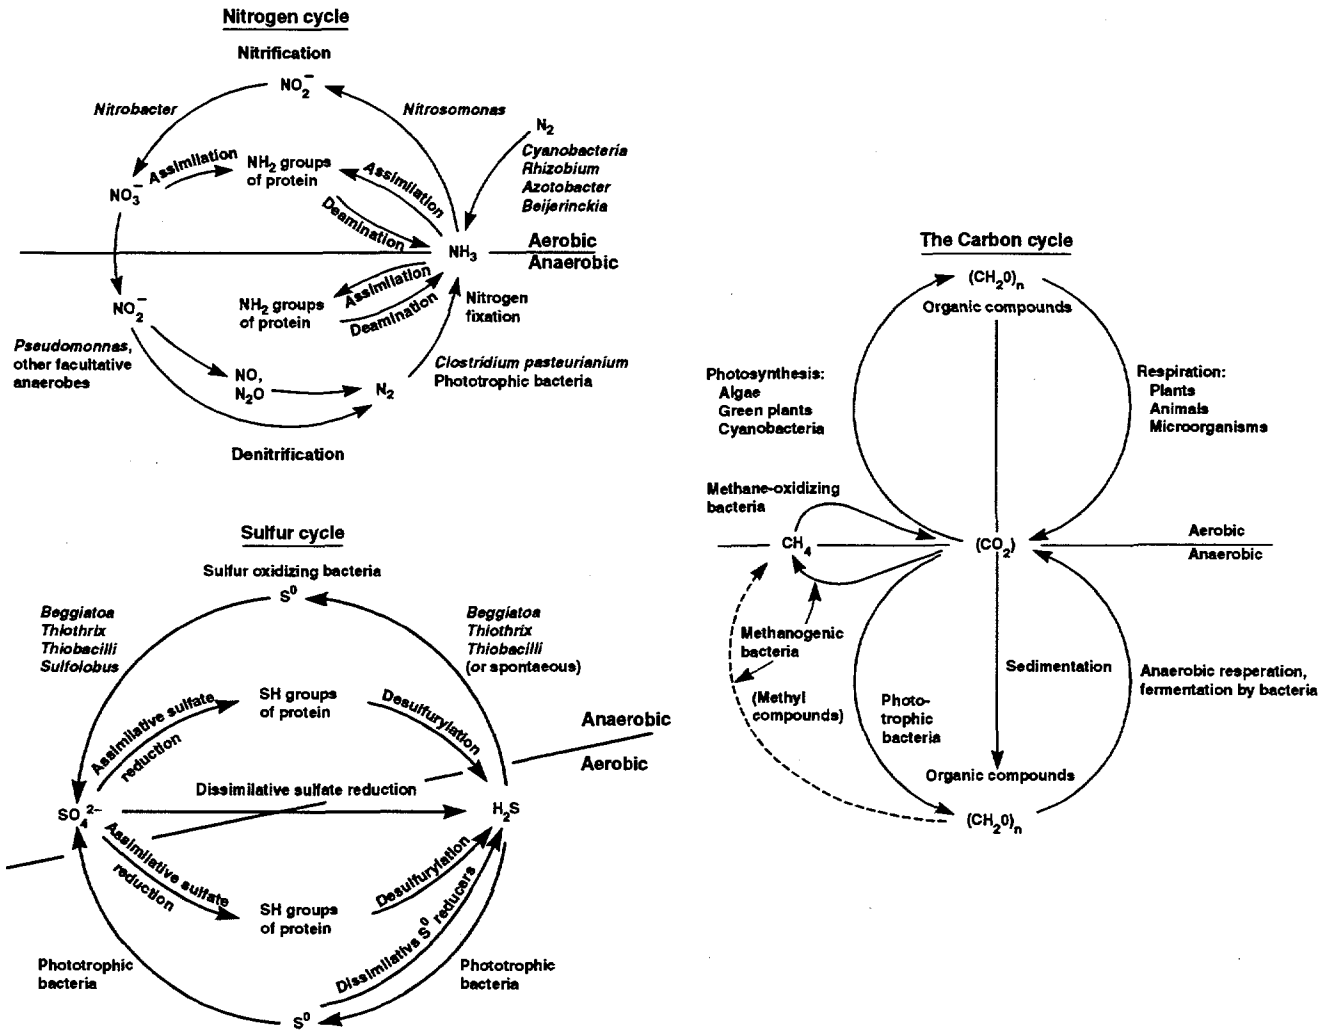 Nitrogen cycle
Nitrification
NO₂⁻
Nitrobacter
Nitrosomonas
N₂
Cyanobacteria
Rhizobium
Azotobacter
Beijerinckia
Assimilation
NH₂ groups
of protein
Assimilation
NO₃⁻
Deamination
NH₃
Aerobic
Anaerobic
Assimilation
NH₂ groups
of protein
Deamination
Nitrogen
fixation
NO₂⁻
Pseudomonnas,
other facultative
anaerobes
NO,
N₂O
N₂
Clostridium pasteurianium
Phototrophic bacteria
Denitrification
Sulfur cycle
Sulfur oxidizing bacteria
S⁰
Beggiatoa
Thiothrix
Thiobacilli
Sulfolobus
Beggiatoa
Thiothrix
Thiobacilli
(or spontaeous)
Assimilative sulfate
reduction
SH groups
of protein
Desulfurylation
Anaerobic
Aerobic
Dissimilative sulfate reduction
SO₄²⁻
H₂S
Assimilative sulfate
reduction
SH groups
of protein
Desulfurylation
Dissimilative S⁰ reducers
Phototrophic
bacteria
Phototrophic
bacteria
S⁰
The Carbon cycle
(CH₂0)ₙ
Organic compounds
Photosynthesis:
Algae
Green plants
Cyanobacteria
Respiration:
Plants
Animals
Microorganisms
Methane-oxidizing
bacteria
CH₄
(CO₂)
Aerobic
Anaerobic
Methanogenic
bacteria
(Methyl
compounds)
Photo-
trophic
bacteria
Sedimentation
Anaerobic resperation,
fermentation by bacteria
Organic compounds
(CH₂0)ₙ